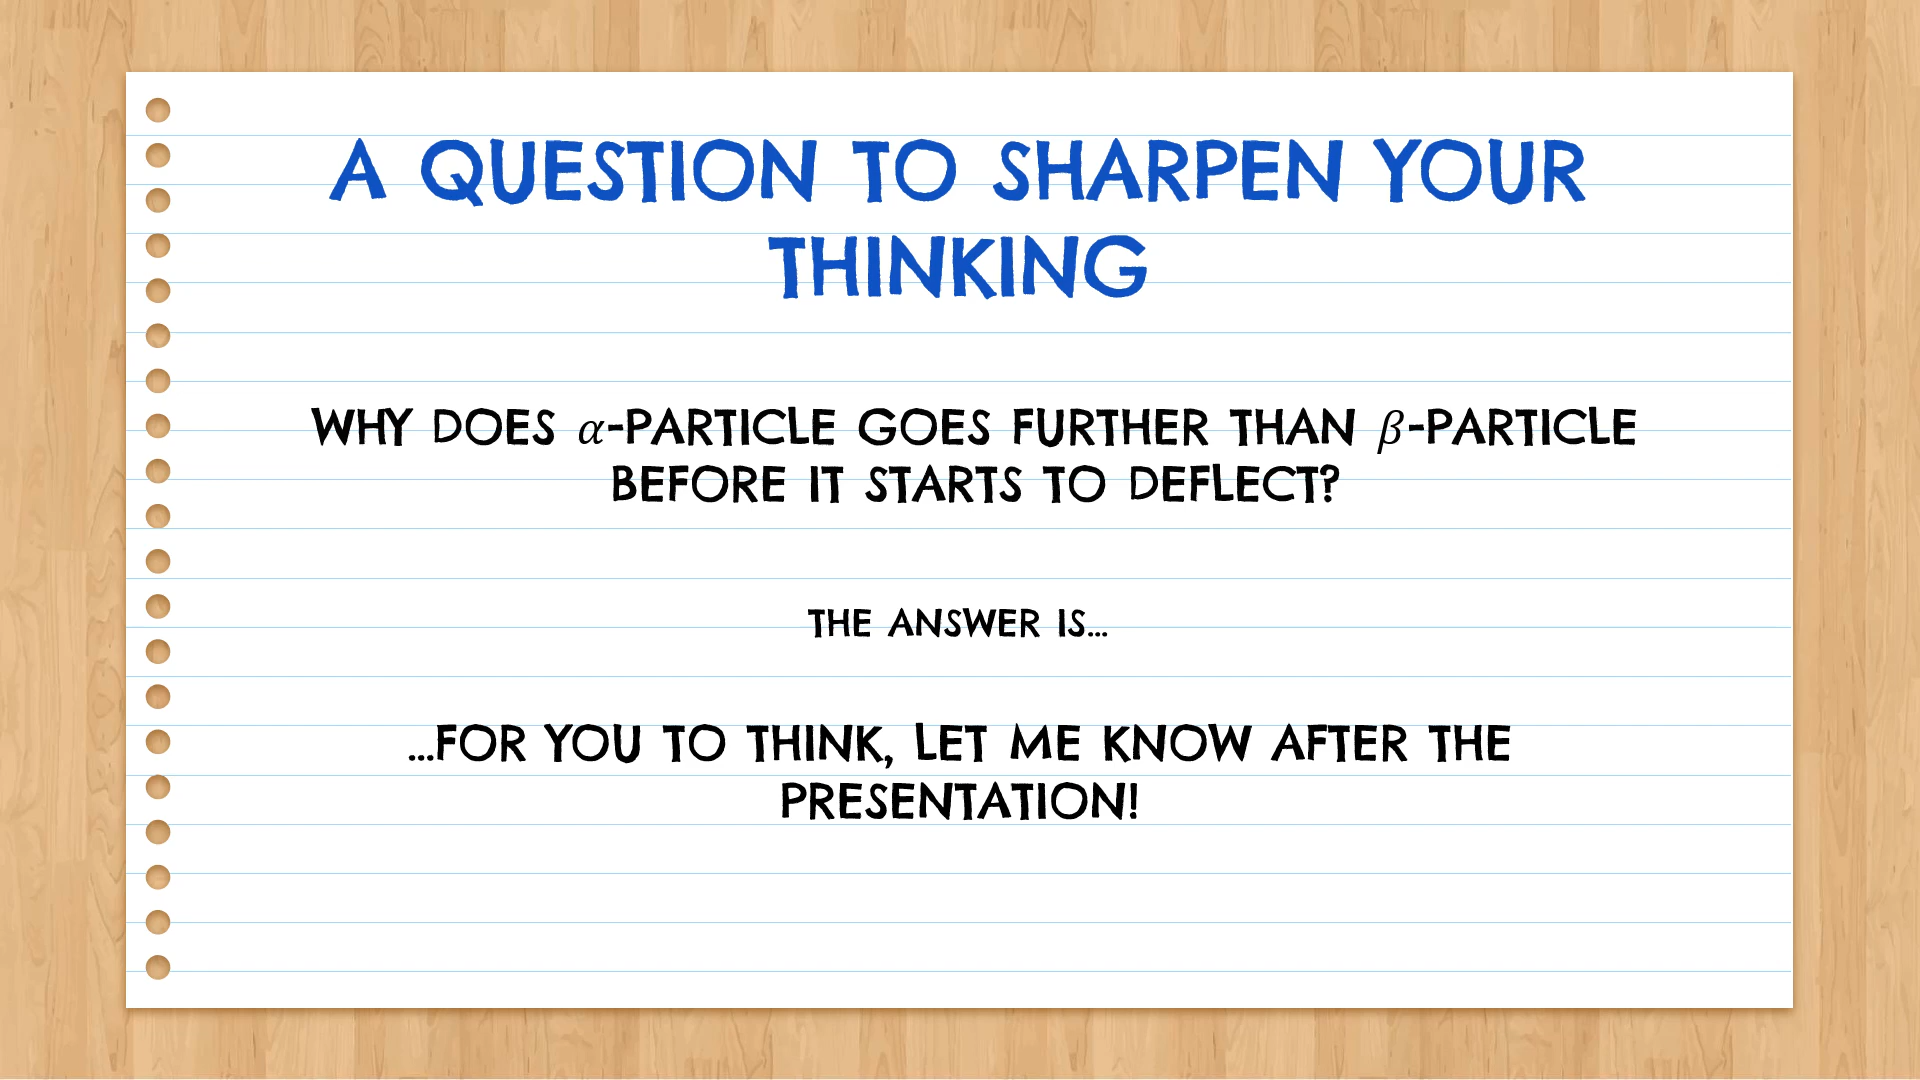 A QUESTION TO SHARPEN YOUR
THINKING
WHY DOES α-PARTICLE GOES FURTHER THAN β-PARTICLE
BEFORE IT STARTS TO DEFLECT?
THE ANSWER IS...
...FOR YOU TO THINK, LET ME KNOW AFTER THE
PRESENTATION!